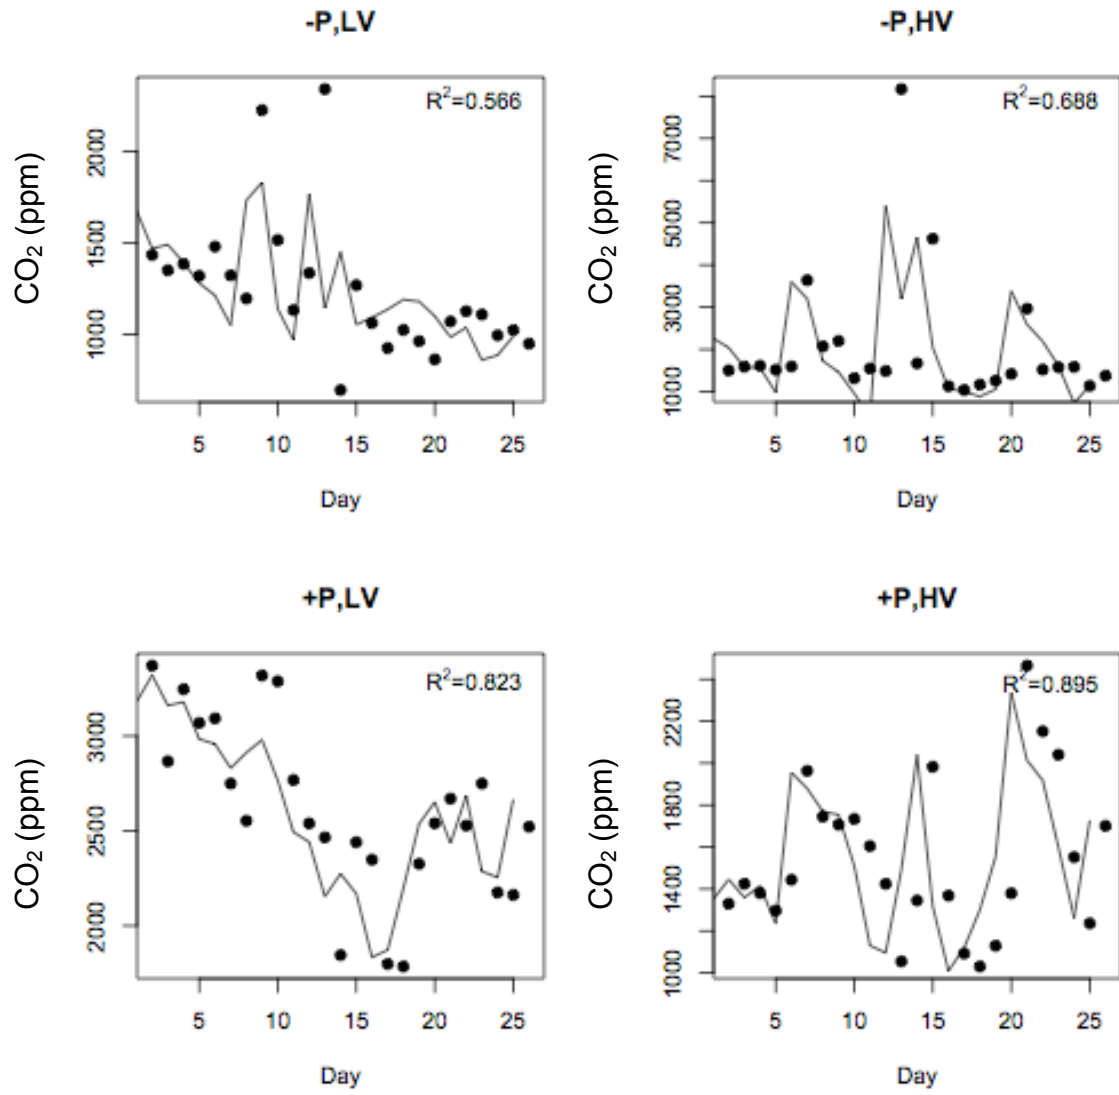 -P,LV
CO₂ (ppm)
2000
1500
1000
R²=0.566
5 10 15 20 25
Day
-P,HV
CO₂ (ppm)
7000
5000
3000
1000
R²=0.688
5 10 15 20 25
Day
+P,LV
CO₂ (ppm)
3000
2500
2000
R²=0.823
5 10 15 20 25
Day
+P,HV
CO₂ (ppm)
2200
1800
1400
1000
R²=0.895
5 10 15 20 25
Day